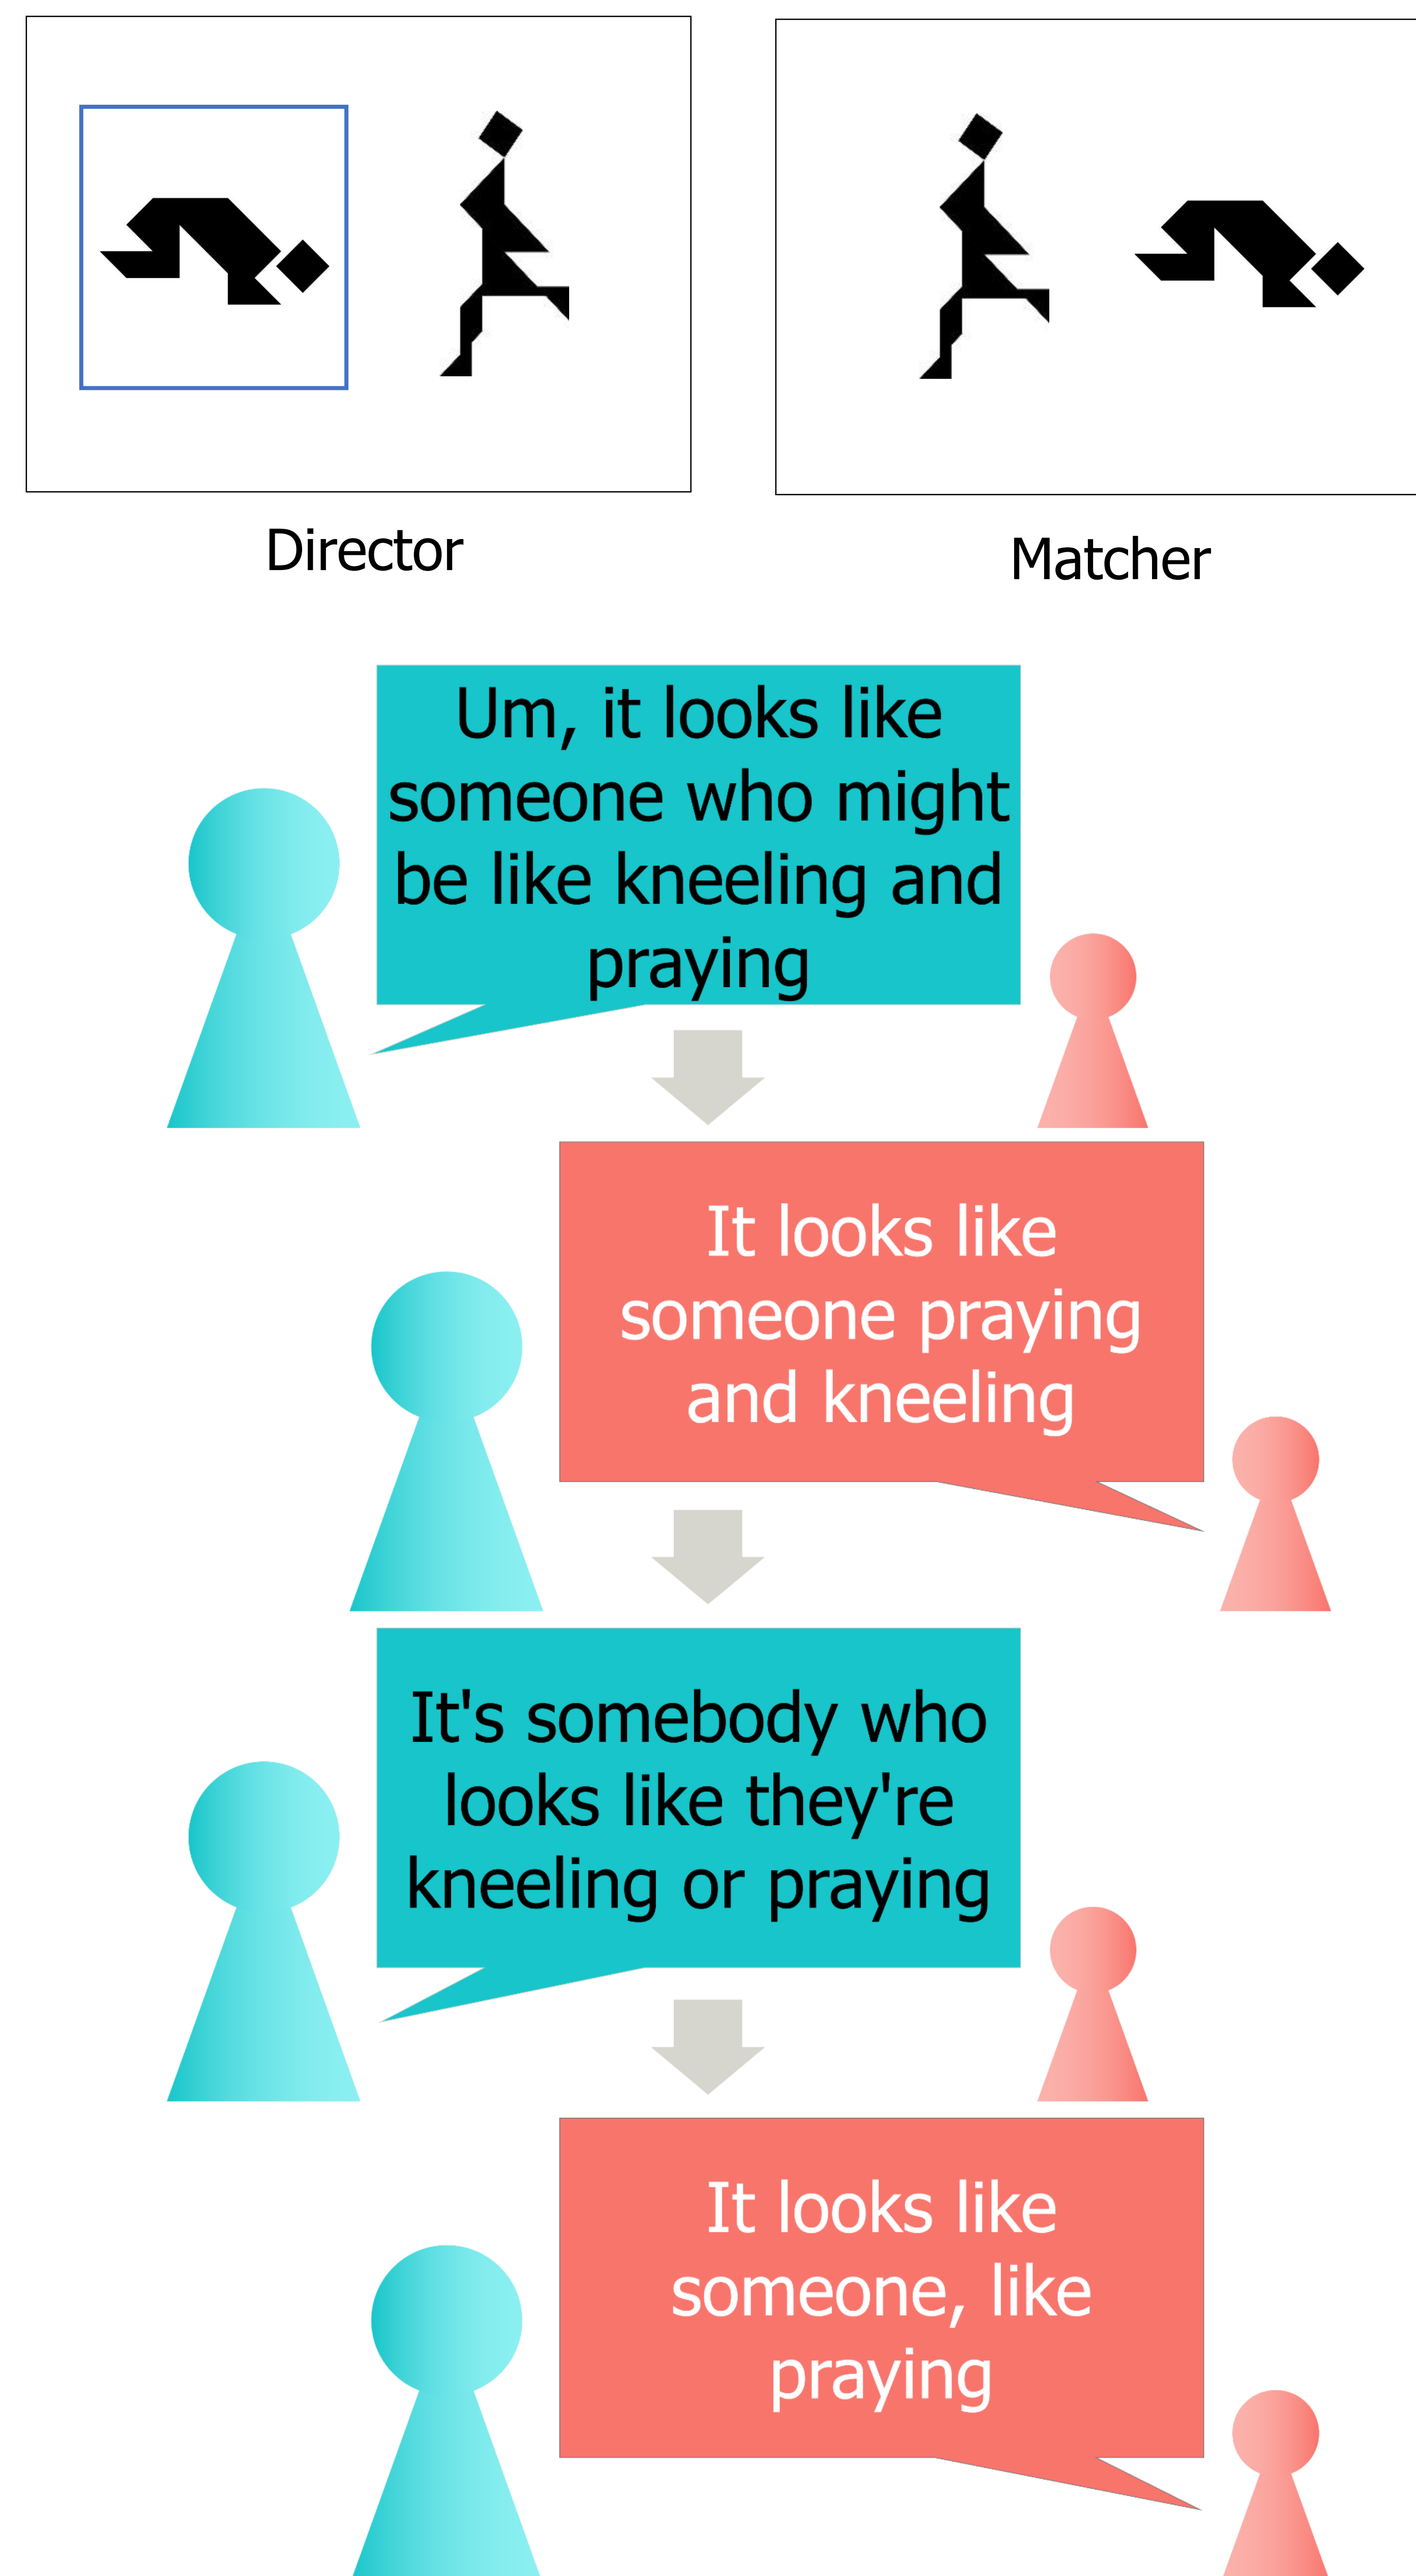 Director
Matcher
Um, it looks like
someone who might
be like kneeling and
praying
It looks like
someone praying
and kneeling
It's somebody who
looks like they're
kneeling or praying
It looks like
someone, like
praying